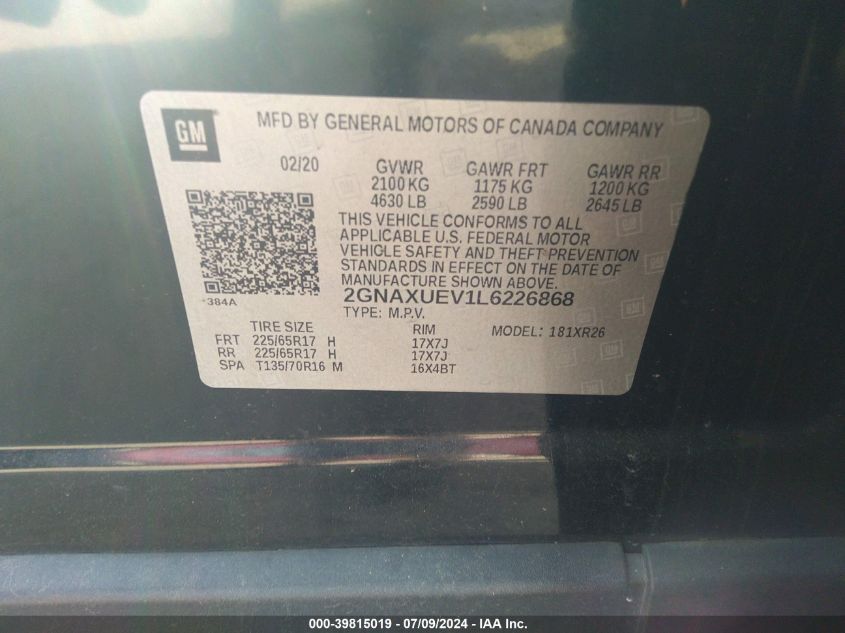 GM
MFD BY GENERAL MOTORS OF CANADA COMPANY
02/20 GVWR GAWR FRT GAWR RR
2100 KG 1175 KG 1200 KG
4630 LB 2590 LB 2645 LB
THIS VEHICLE CONFORMS TO ALL
APPLICABLE U.S. FEDERAL MOTOR
VEHICLE SAFETY AND THEFT PREVENTION
STANDARDS IN EFFECT ON THE DATE OF
MANUFACTURE SHOWN ABOVE.
*384A 2GNAXUEV1L6226868
TYPE: M.P.V.
TIRE SIZE RIM MODEL: 181XR26
FRT 225/65R17 H 17X7J
RR 225/65R17 H 17X7J
SPA T135/70R16 M 16X4BT
000-39815019 / 07/09/2024 - IAA Inc.